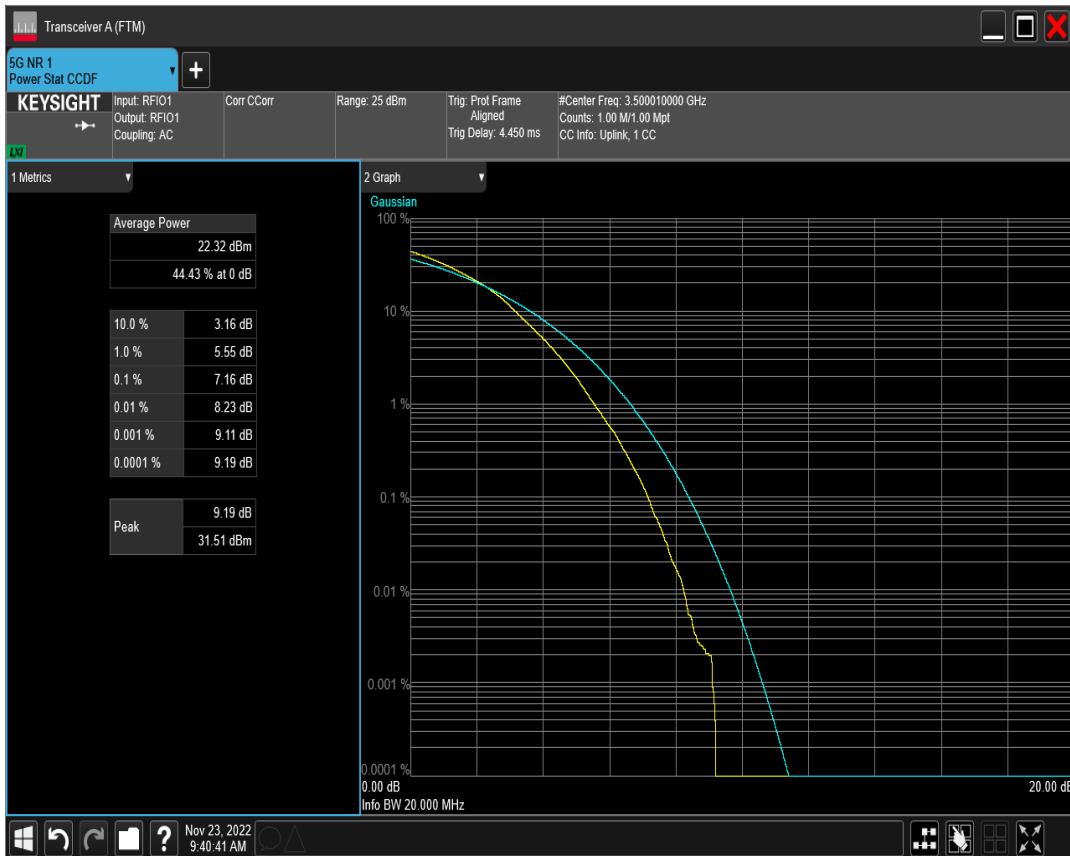 Transceiver A (FTM)
5G NR 1
Power Stat CCDF
+
KEYSIGHT
LXI
Input: RFIO1
Output: RFIO1
Coupling: AC
Corr CCorr
Range: 25 dBm
Trig: Prot Frame
Aligned
Trig Delay: 4.450 ms
#Center Freq: 3.500010000 GHz
Counts: 1.00 M/1.00 Mpt
CC Info: Uplink, 1 CC
1 Metrics
Average Power
22.32 dBm
44.43 % at 0 dB
10.0 % 3.16 dB
1.0 % 5.55 dB
0.1 % 7.16 dB
0.01 % 8.23 dB
0.001 % 9.11 dB
0.0001 % 9.19 dB
Peak 9.19 dB
31.51 dBm
2 Graph
Gaussian
100 %
10 %
1 %
0.1 %
0.01 %
0.001 %
0.0001 %
0.00 dB 20.00 dB
Info BW 20.000 MHz
? Nov 23, 2022
9:40:41 AM